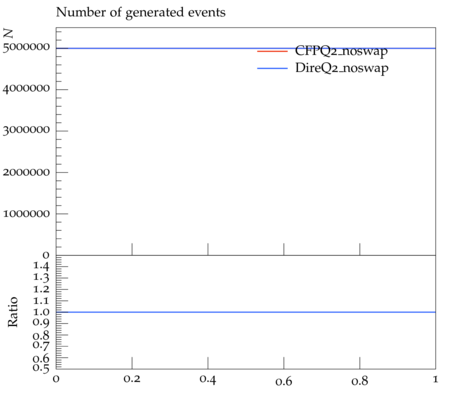 Number of generated events
N
5000000
CFPQ2_noswap
DireQ2_noswap
4000000
3000000
2000000
1000000
0
1.4
1.3
1.2
1.1
1.0
0.9
0.8
0.7
0.6
0.5
Ratio
0 0.2 0.4 0.6 0.8 1